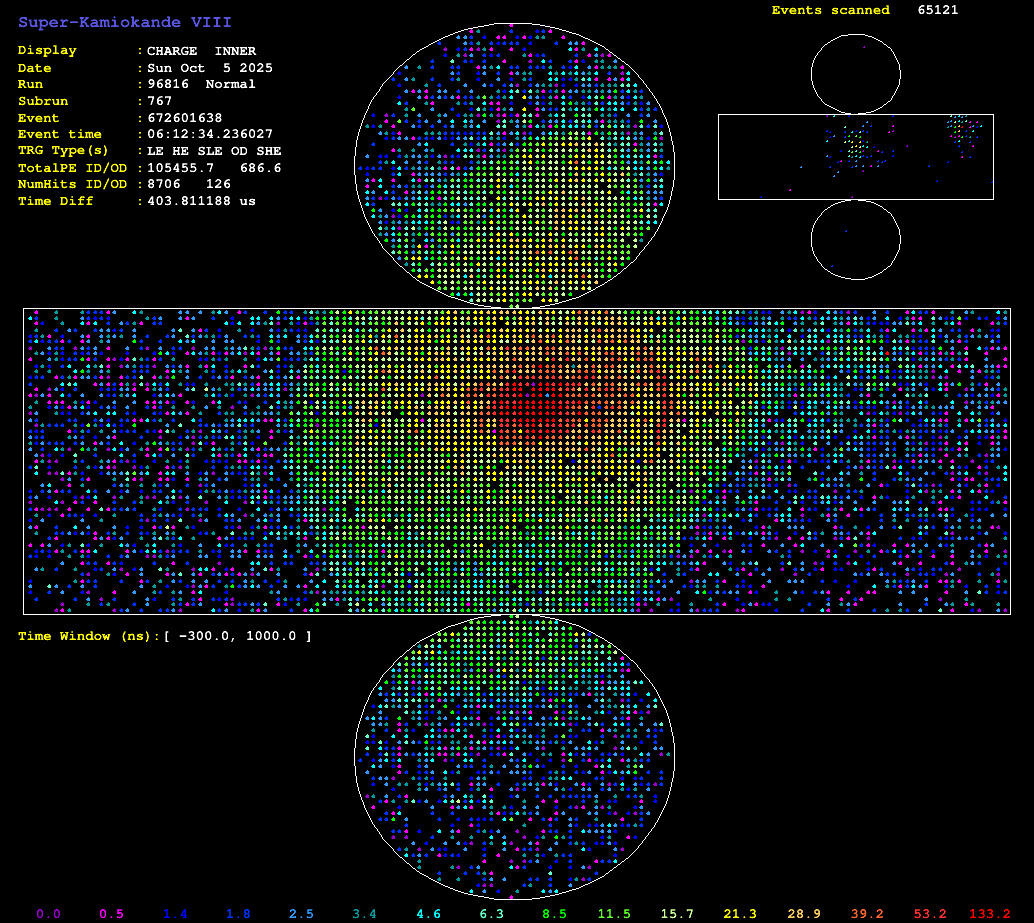 Super-Kamiokande VIII
Events scanned 65121
Display : CHARGE INNER
Date : Sun Oct 5 2025
Run : 96816 Normal
Subrun : 767
Event : 672601638
Event time : 06:12:34.236027
TRG Type(s) : LE HE SLE OD SHE
TotalPE ID/OD : 105455.7 686.6
NumHits ID/OD : 8706 126
Time Diff : 403.811188 us
Time Window (ns):[ -300.0, 1000.0 ]
0.0 0.5 1.4 1.8 2.5 3.4 4.6 6.3 8.5 11.5 15.7 21.3 28.9 39.2 53.2 133.2